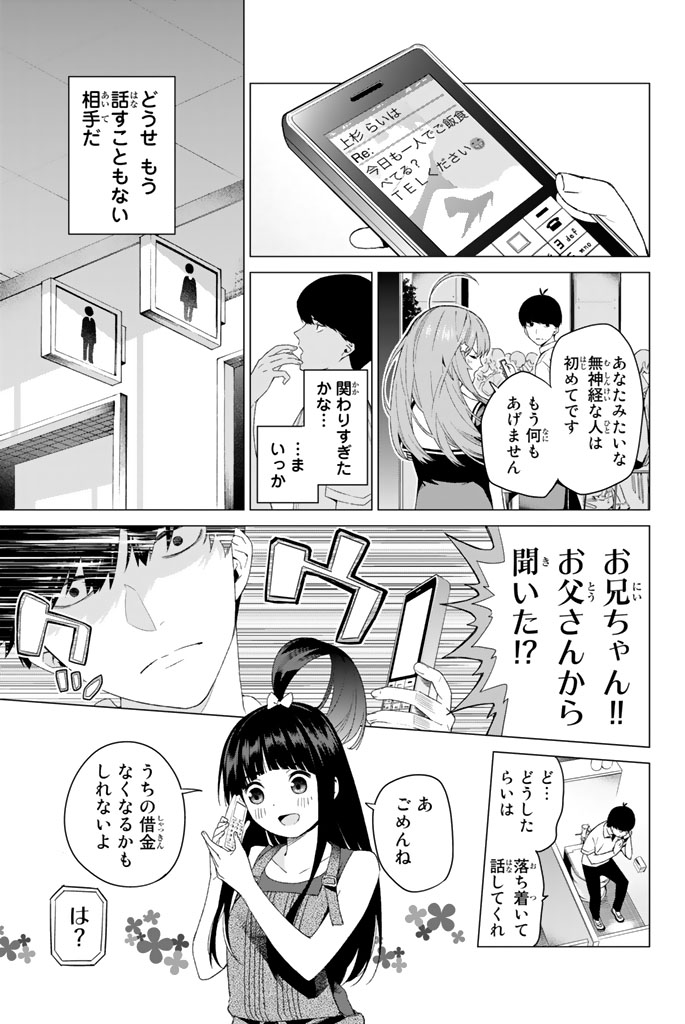 上杉 らいは
Re:
今日も一人でご飯食
べてる?
TELください
3 def
mno
どうせ もう
話すこともない
相手だ
あなたみたいな
無神経な人は
初めてです
もう何も
あげません
関わりすぎた
かな…
…ま
いっか
お兄ちゃん!!
お父さんから
聞いた!?
ど…
どうした
らいは
落ち着いて
話してくれ
あ
ごめんね
うちの借金
なくなるかも
しれないよ
は?